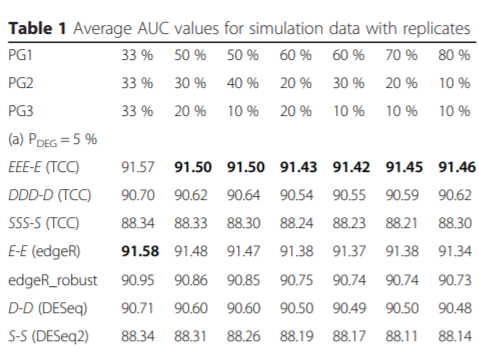 Table 1 Average AUC values for simulation data with replicates
PG1 33 % 50 % 50 % 60 % 60 % 70 % 80 %
PG2 33 % 30 % 40 % 20 % 30 % 20 % 10 %
PG3 33 % 20 % 10 % 20 % 10 % 10 % 10 %
(a) PDEG = 5 %
EEE-E (TCC) 91.57 91.50 91.50 91.43 91.42 91.45 91.46
DDD-D (TCC) 90.70 90.62 90.64 90.54 90.55 90.59 90.62
SSS-S (TCC) 88.34 88.33 88.30 88.24 88.23 88.21 88.30
E-E (edgeR) 91.58 91.48 91.47 91.38 91.37 91.38 91.34
edgeR_robust 90.95 90.86 90.85 90.75 90.74 90.74 90.73
D-D (DESeq) 90.71 90.60 90.60 90.50 90.49 90.50 90.48
S-S (DESeq2) 88.34 88.31 88.26 88.19 88.17 88.11 88.14